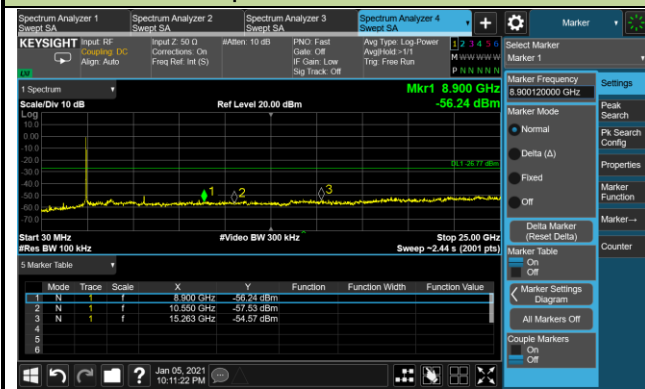 Spectrum Analyzer 1
Swept SA
Spectrum Analyzer 2
Swept SA
Spectrum Analyzer 3
Swept SA
Spectrum Analyzer 4
Swept SA
Marker
KEYSIGHT
Input: RF
Coupling: DC
Align: Auto
Input Z: 50 Ω
Corrections: On
Freq Ref: Int (S)
#Atten: 10 dB
PNO: Fast
Gate: Off
IF Gain: Low
Sig Track: Off
Avg Type: Log-Power
Avg|Hold:>1/1
Trig: Free Run
1 2 3 4 5 6
M W W W W W
P N N N N N
LW
1 Spectrum
Mkr1 8.900 GHz
Scale/Div 10 dB
Ref Level 20.00 dBm
-56.24 dBm
Log
10.0
0.00
-10.0
-20.0
-30.0
-40.0
-50.0
-60.0
-70.0
DL1 -26.77 dBm
1
2
3
Start 30 MHz
#Video BW 300 kHz
Stop 25.00 GHz
#Res BW 100 kHz
Sweep ~2.44 s (2001 pts)
5 Marker Table
Mode Trace Scale X Y Function Function Width Function Value
1 N 1 f 8.900 GHz -56.24 dBm
2 N 1 f 10.550 GHz -57.53 dBm
3 N 1 f 15.263 GHz -54.57 dBm
4
5
6
Jan 05, 2021
10:11:22 PM
Select Marker
Marker 1
Marker Frequency
8.900120000 GHz
Marker Mode
Normal
Delta (Δ)
Fixed
Off
Delta Marker
(Reset Delta)
Marker Table
On
Off
Marker Settings
Diagram
All Markers Off
Couple Markers
On
Off
Settings
Peak
Search
Pk Search
Config
Properties
Marker
Function
Marker→
Counter